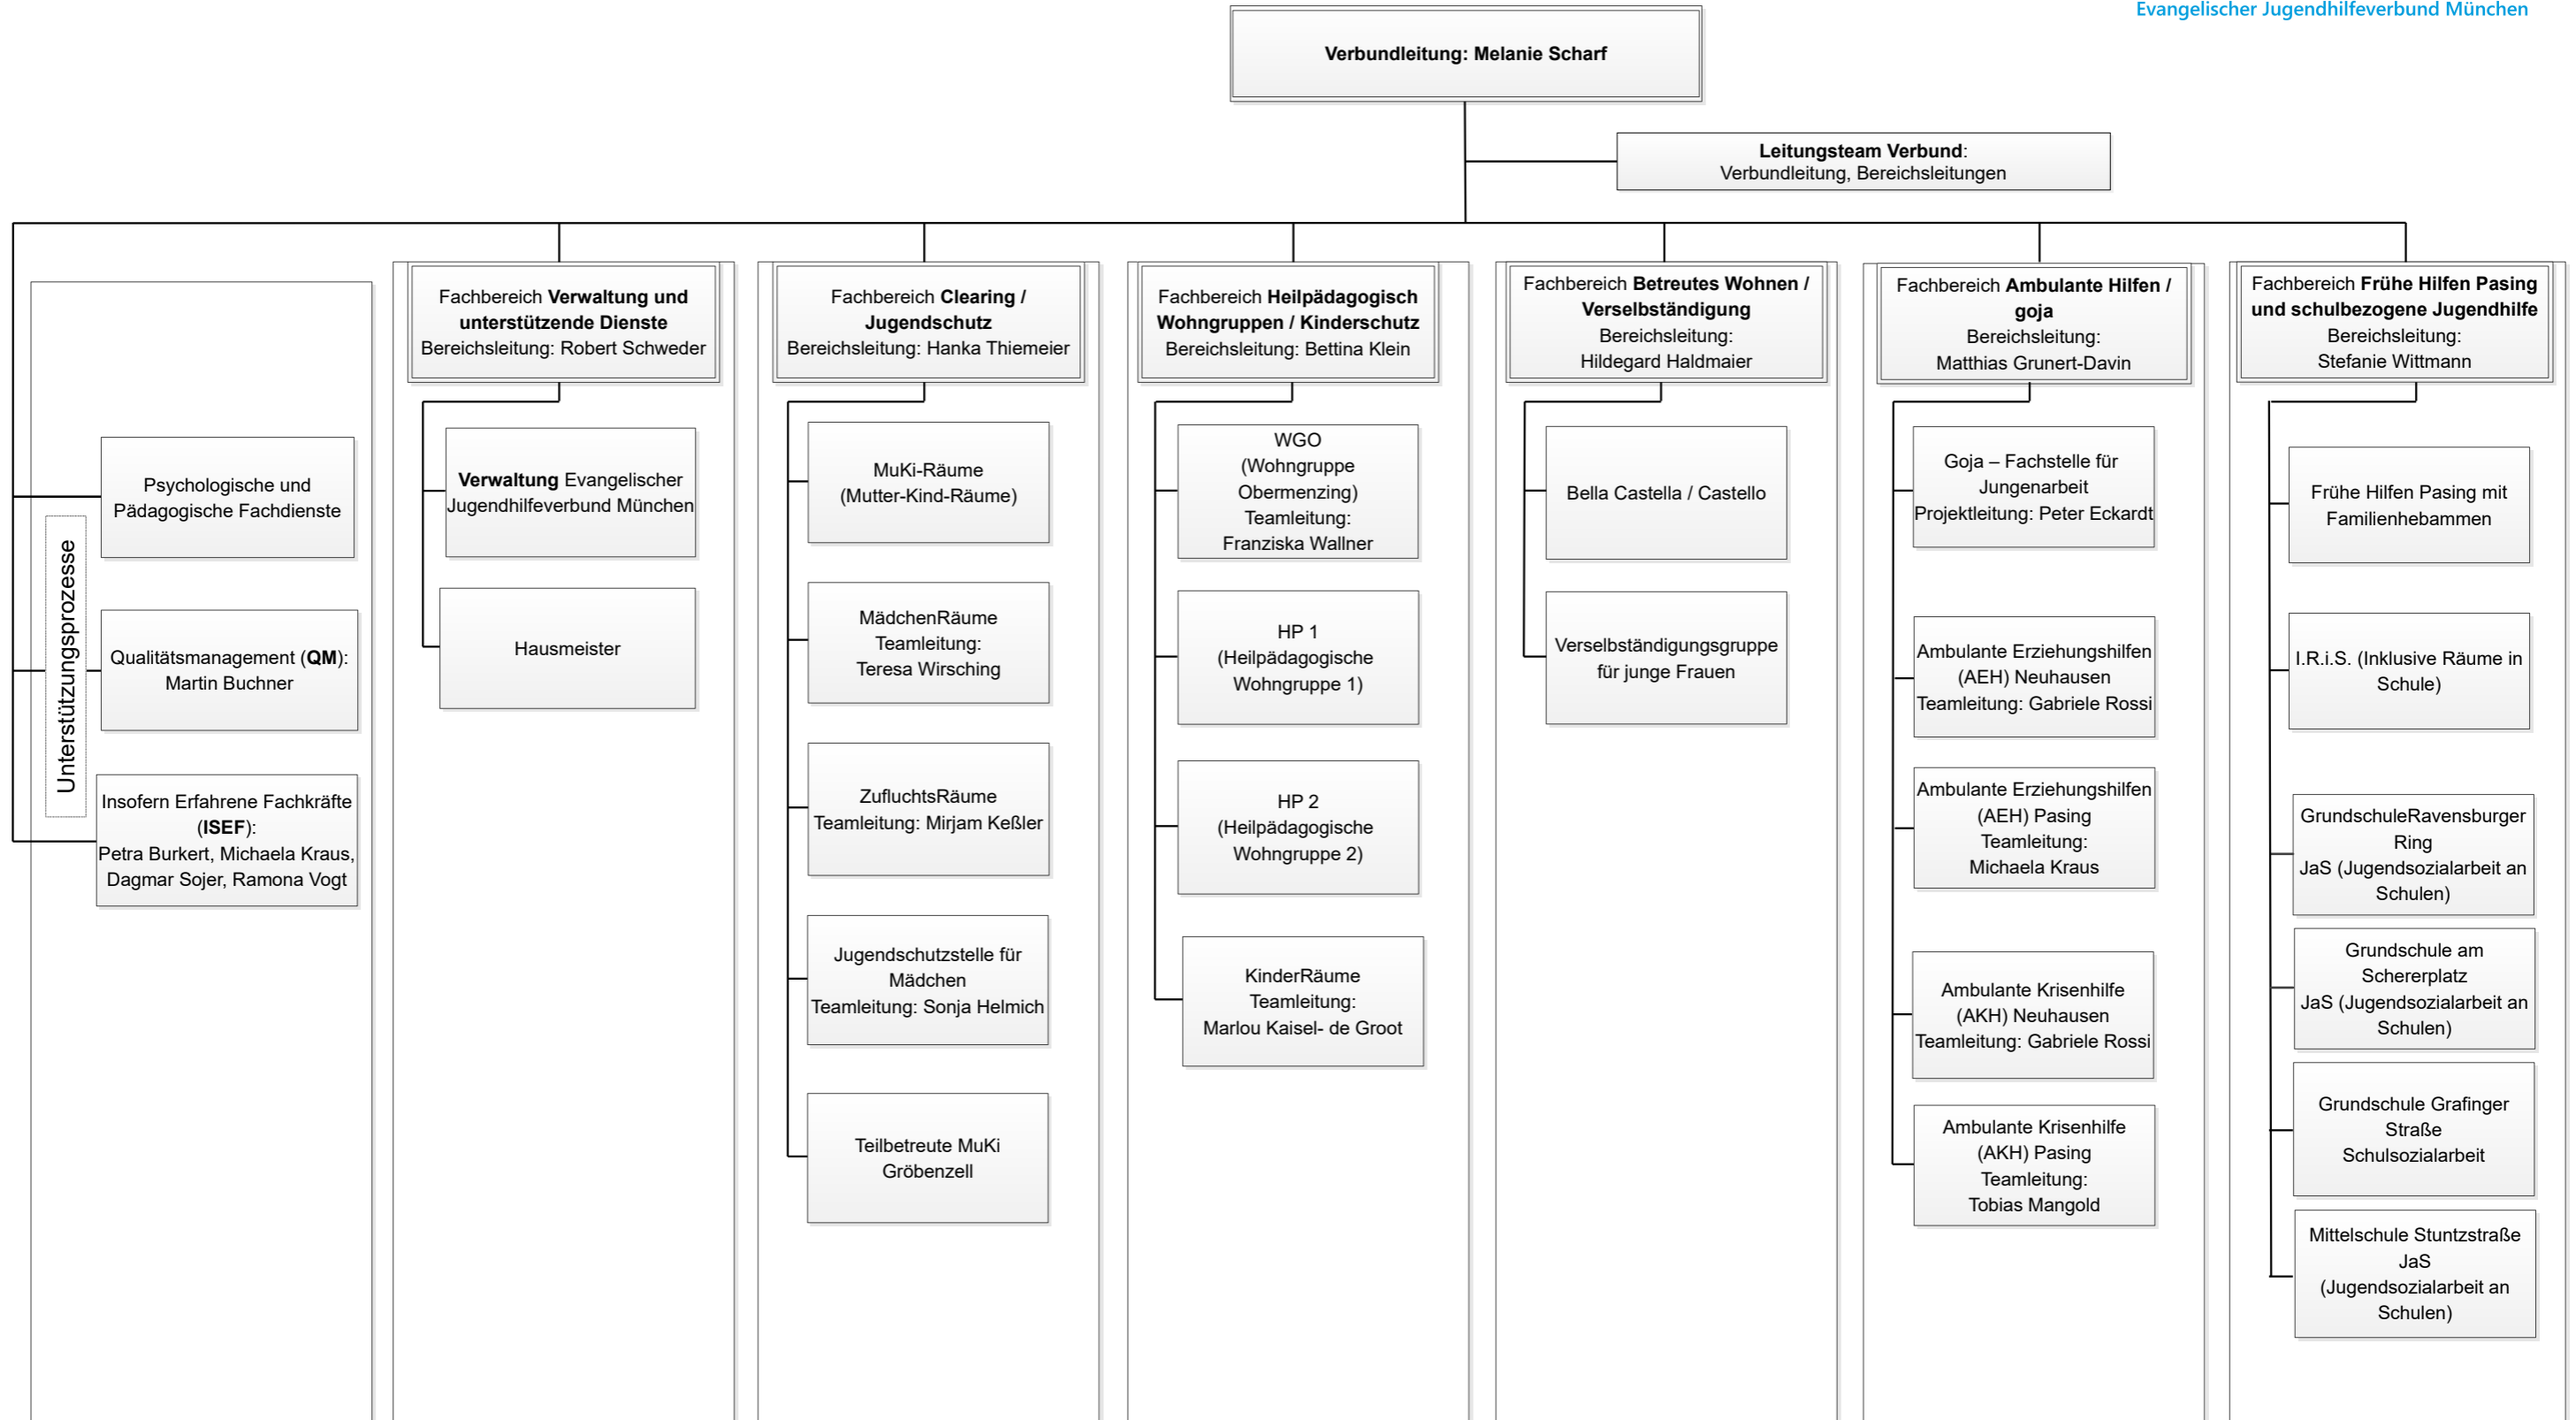 Evangelischer Jugendhilfeverbund München
Verbundleitung: Melanie Scharf
Leitungsteam Verbund:
Verbundleitung, Bereichsleitungen
Unterstützungsprozesse
Psychologische und
Pädagogische Fachdienste
Qualitätsmanagement (QM):
Martin Buchner
Insofern Erfahrene Fachkräfte
(ISEF):
Petra Burkert, Michaela Kraus,
Dagmar Sojer, Ramona Vogt
Fachbereich Verwaltung und
unterstützende Dienste
Bereichsleitung: Robert Schweder
Verwaltung Evangelischer
Jugendhilfeverbund München
Hausmeister
Fachbereich Clearing /
Jugendschutz
Bereichsleitung: Hanka Thiemeier
MuKi-Räume
(Mutter-Kind-Räume)
MädchenRäume
Teamleitung:
Teresa Wirsching
ZufluchtsRäume
Teamleitung: Mirjam Keßler
Jugendschutzstelle für
Mädchen
Teamleitung: Sonja Helmich
Teilbetreute MuKi
Gröbenzell
Fachbereich Heilpädagogisch
Wohngruppen / Kinderschutz
Bereichsleitung: Bettina Klein
WGO
(Wohngruppe
Obermenzing)
Teamleitung:
Franziska Wallner
HP 1
(Heilpädagogische
Wohngruppe 1)
HP 2
(Heilpädagogische
Wohngruppe 2)
KinderRäume
Teamleitung:
Marlou Kaisel- de Groot
Fachbereich Betreutes Wohnen /
Verselbständigung
Bereichsleitung:
Hildegard Haldmaier
Bella Castella / Castello
Verselbständigungsgruppe
für junge Frauen
Fachbereich Ambulante Hilfen /
goja
Bereichsleitung:
Matthias Grunert-Davin
Goja – Fachstelle für
Jungenarbeit
Projektleitung: Peter Eckardt
Ambulante Erziehungshilfen
(AEH) Neuhausen
Teamleitung: Gabriele Rossi
Ambulante Erziehungshilfen
(AEH) Pasing
Teamleitung:
Michaela Kraus
Ambulante Krisenhilfe
(AKH) Neuhausen
Teamleitung: Gabriele Rossi
Ambulante Krisenhilfe
(AKH) Pasing
Teamleitung:
Tobias Mangold
Fachbereich Frühe Hilfen Pasing
und schulbezogene Jugendhilfe
Bereichsleitung:
Stefanie Wittmann
Frühe Hilfen Pasing mit
Familienhebammen
I.R.i.S. (Inklusive Räume in
Schule)
GrundschuleRavensburger
Ring
JaS (Jugendsozialarbeit an
Schulen)
Grundschule am
Schererplatz
JaS (Jugendsozialarbeit an
Schulen)
Grundschule Grafinger
Straße
Schulsozialarbeit
Mittelschule Stuntzstraße
JaS
(Jugendsozialarbeit an
Schulen)